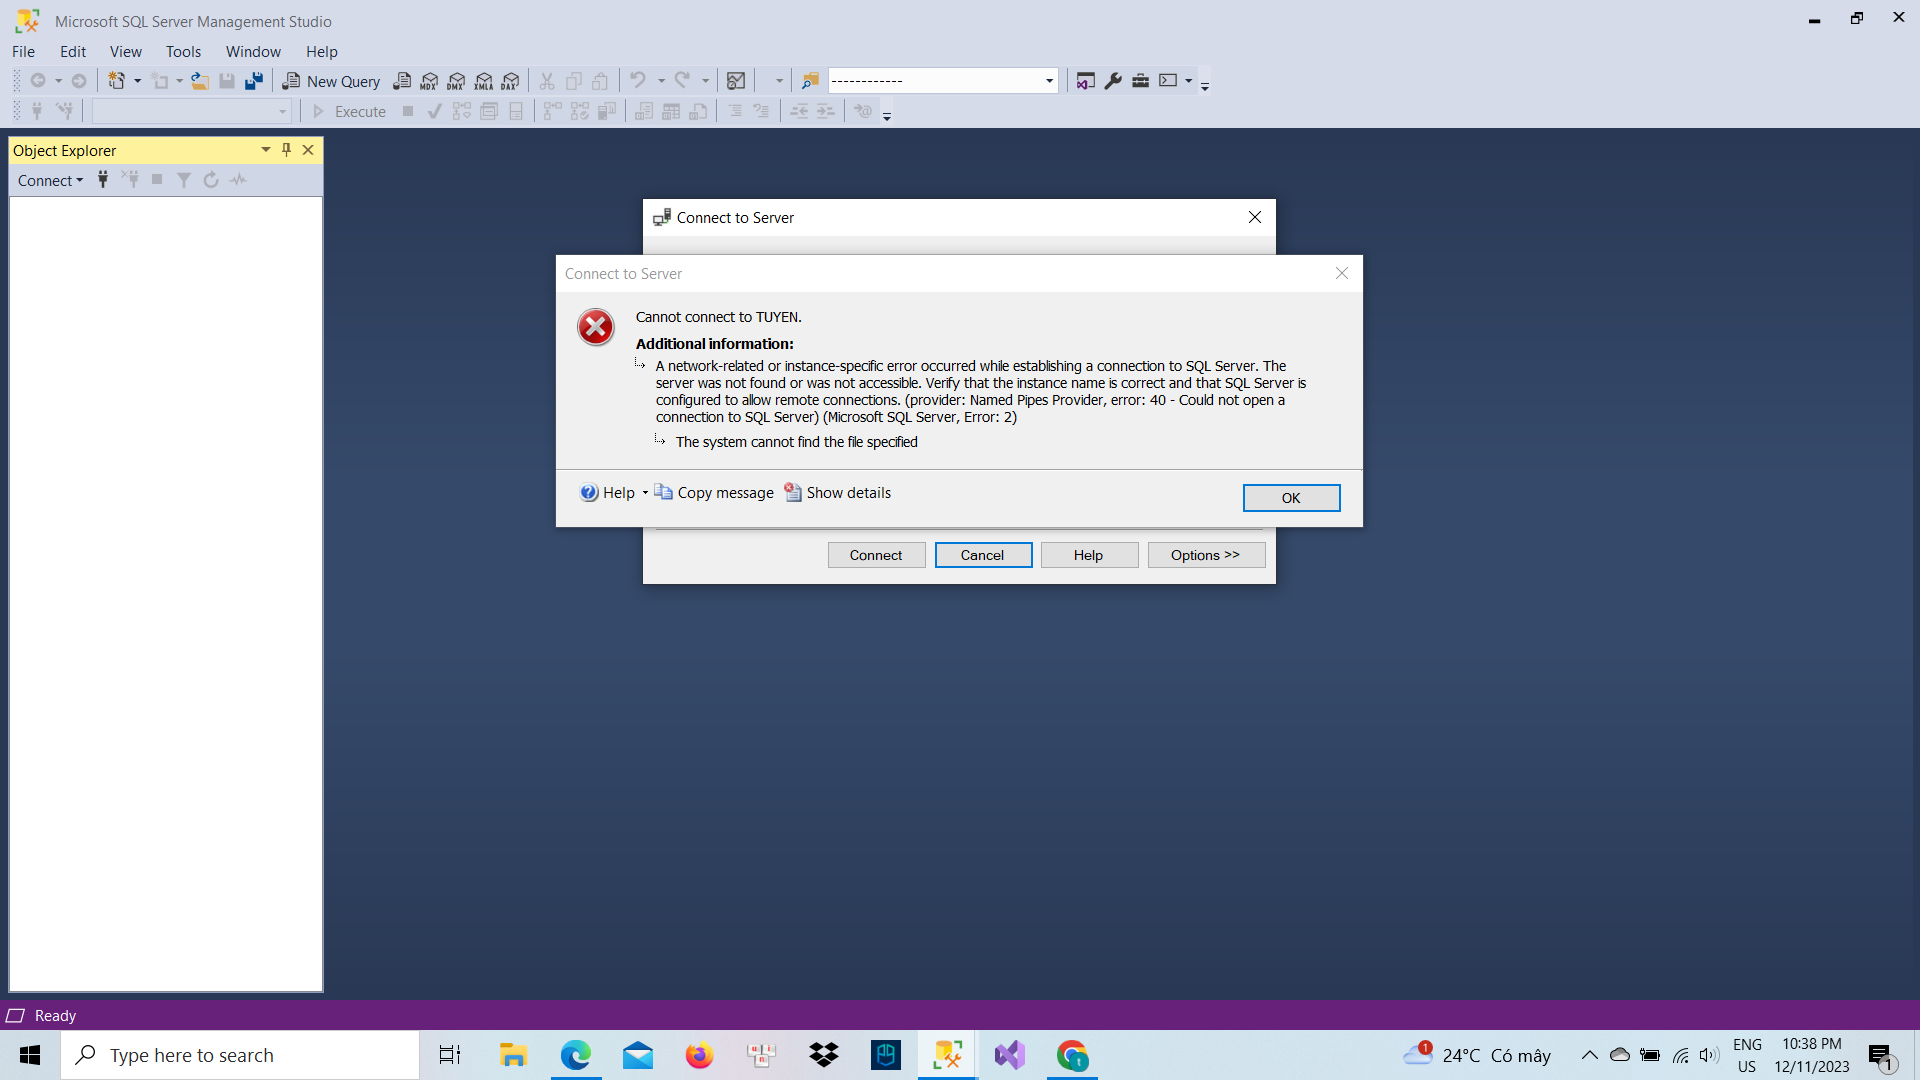 Microsoft SQL Server Management Studio
File Edit View Tools Window Help
New Query MDX DMX XMLA DAX ------------
Execute
Object Explorer
Connect
Connect to Server
Connect to Server
Cannot connect to TUYEN.
Additional information:
A network-related or instance-specific error occurred while establishing a connection to SQL Server. The
server was not found or was not accessible. Verify that the instance name is correct and that SQL Server is
configured to allow remote connections. (provider: Named Pipes Provider, error: 40 - Could not open a
connection to SQL Server) (Microsoft SQL Server, Error: 2)
The system cannot find the file specified
Help Copy message Show details OK
Connect Cancel Help Options >>
Ready
Type here to search
1 24°C Có mây
ENG
US
10:38 PM
12/11/2023
1